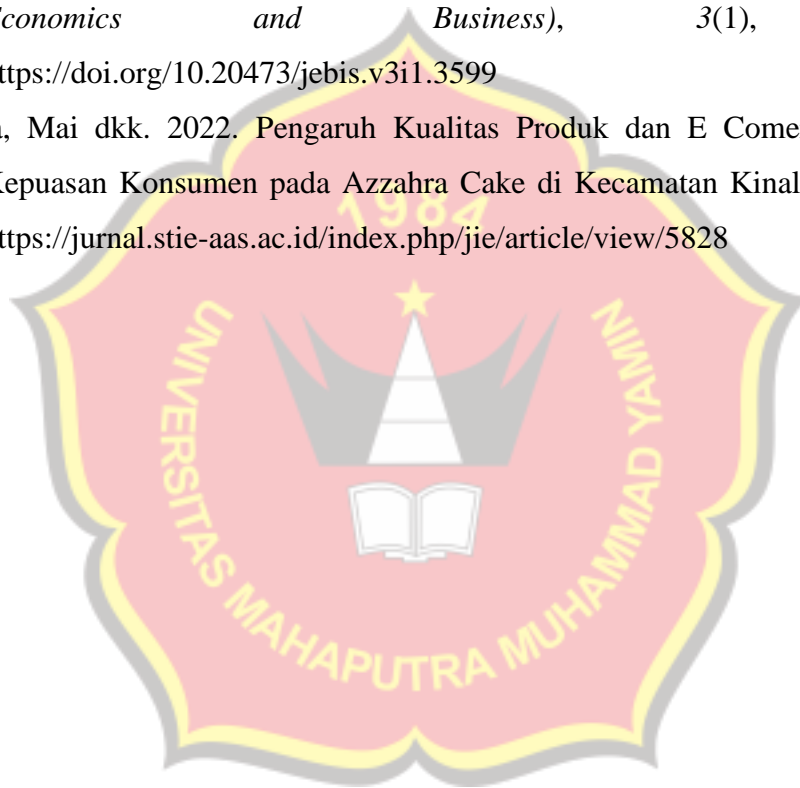 conomics and Business), 3(1),
ttps://doi.org/10.20473/jebis.v3i1.3599
a, Mai dkk. 2022. Pengaruh Kualitas Produk dan E Come
Kepuasan Konsumen pada Azzahra Cake di Kecamatan Kinal
ttps://jurnal.stie-aas.ac.id/index.php/jie/article/view/5828
1984
UNIVERSITAS MAHAPUTRA MUHAMMAD YAMIN